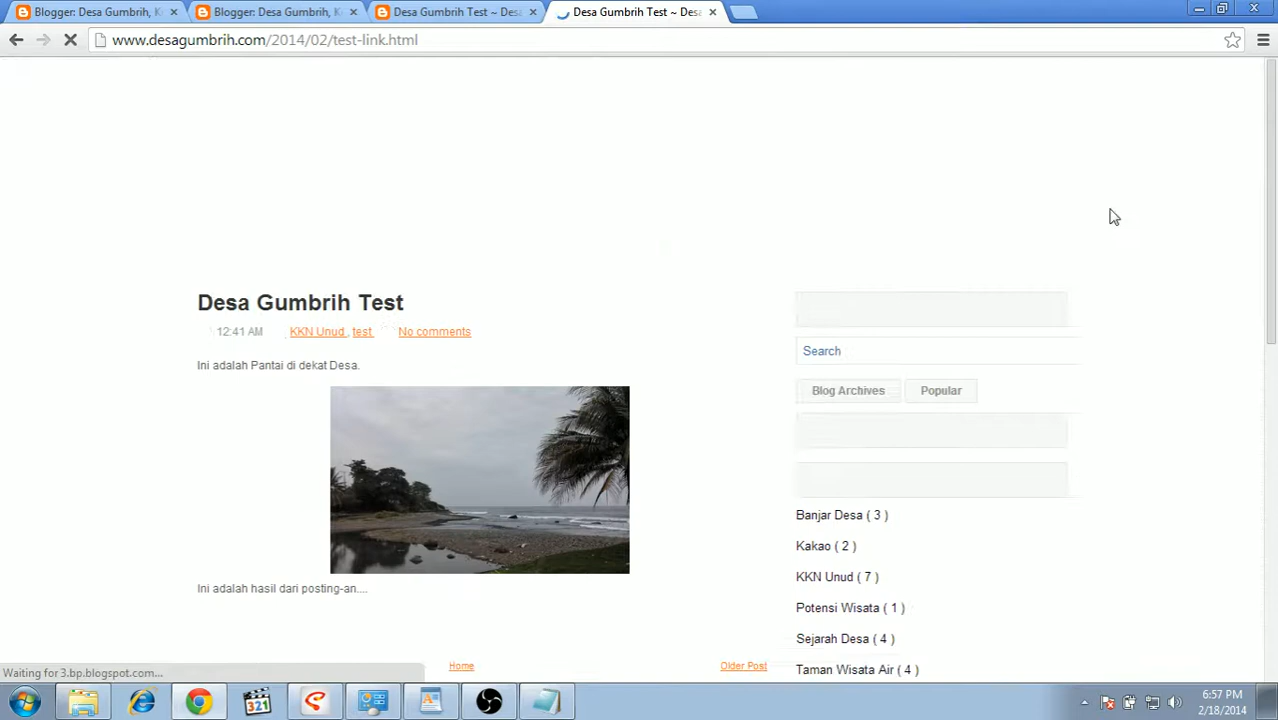 Blogger: Desa Gumbrih, K
Blogger: Desa Gumbrih, K
Desa Gumbrih Test ~ Desa
Desa Gumbrih Test ~ Desa
www.desagumbrih.com/2014/02/test-link.html
Desa Gumbrih Test
12:41 AM KKN Unud , test No comments
Ini adalah Pantai di dekat Desa.
Ini adalah hasil dari posting-an....
Home
Older Post
Search
Blog Archives
Popular
Banjar Desa ( 3 )
Kakao ( 2 )
KKN Unud ( 7 )
Potensi Wisata ( 1 )
Sejarah Desa ( 4 )
Taman Wisata Air ( 4 )
Waiting for 3.bp.blogspot.com...
321
6:57 PM
2/18/2014